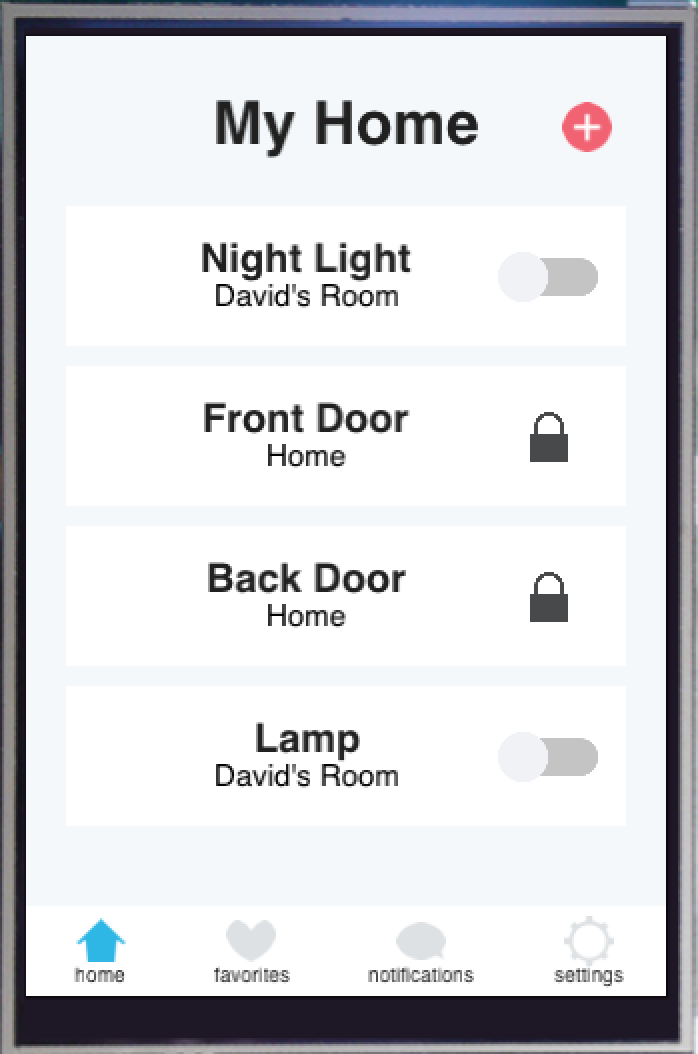 My Home
Night Light
David's Room
Front Door
Home
Back Door
Home
Lamp
David's Room
home
favorites
notifications
settings